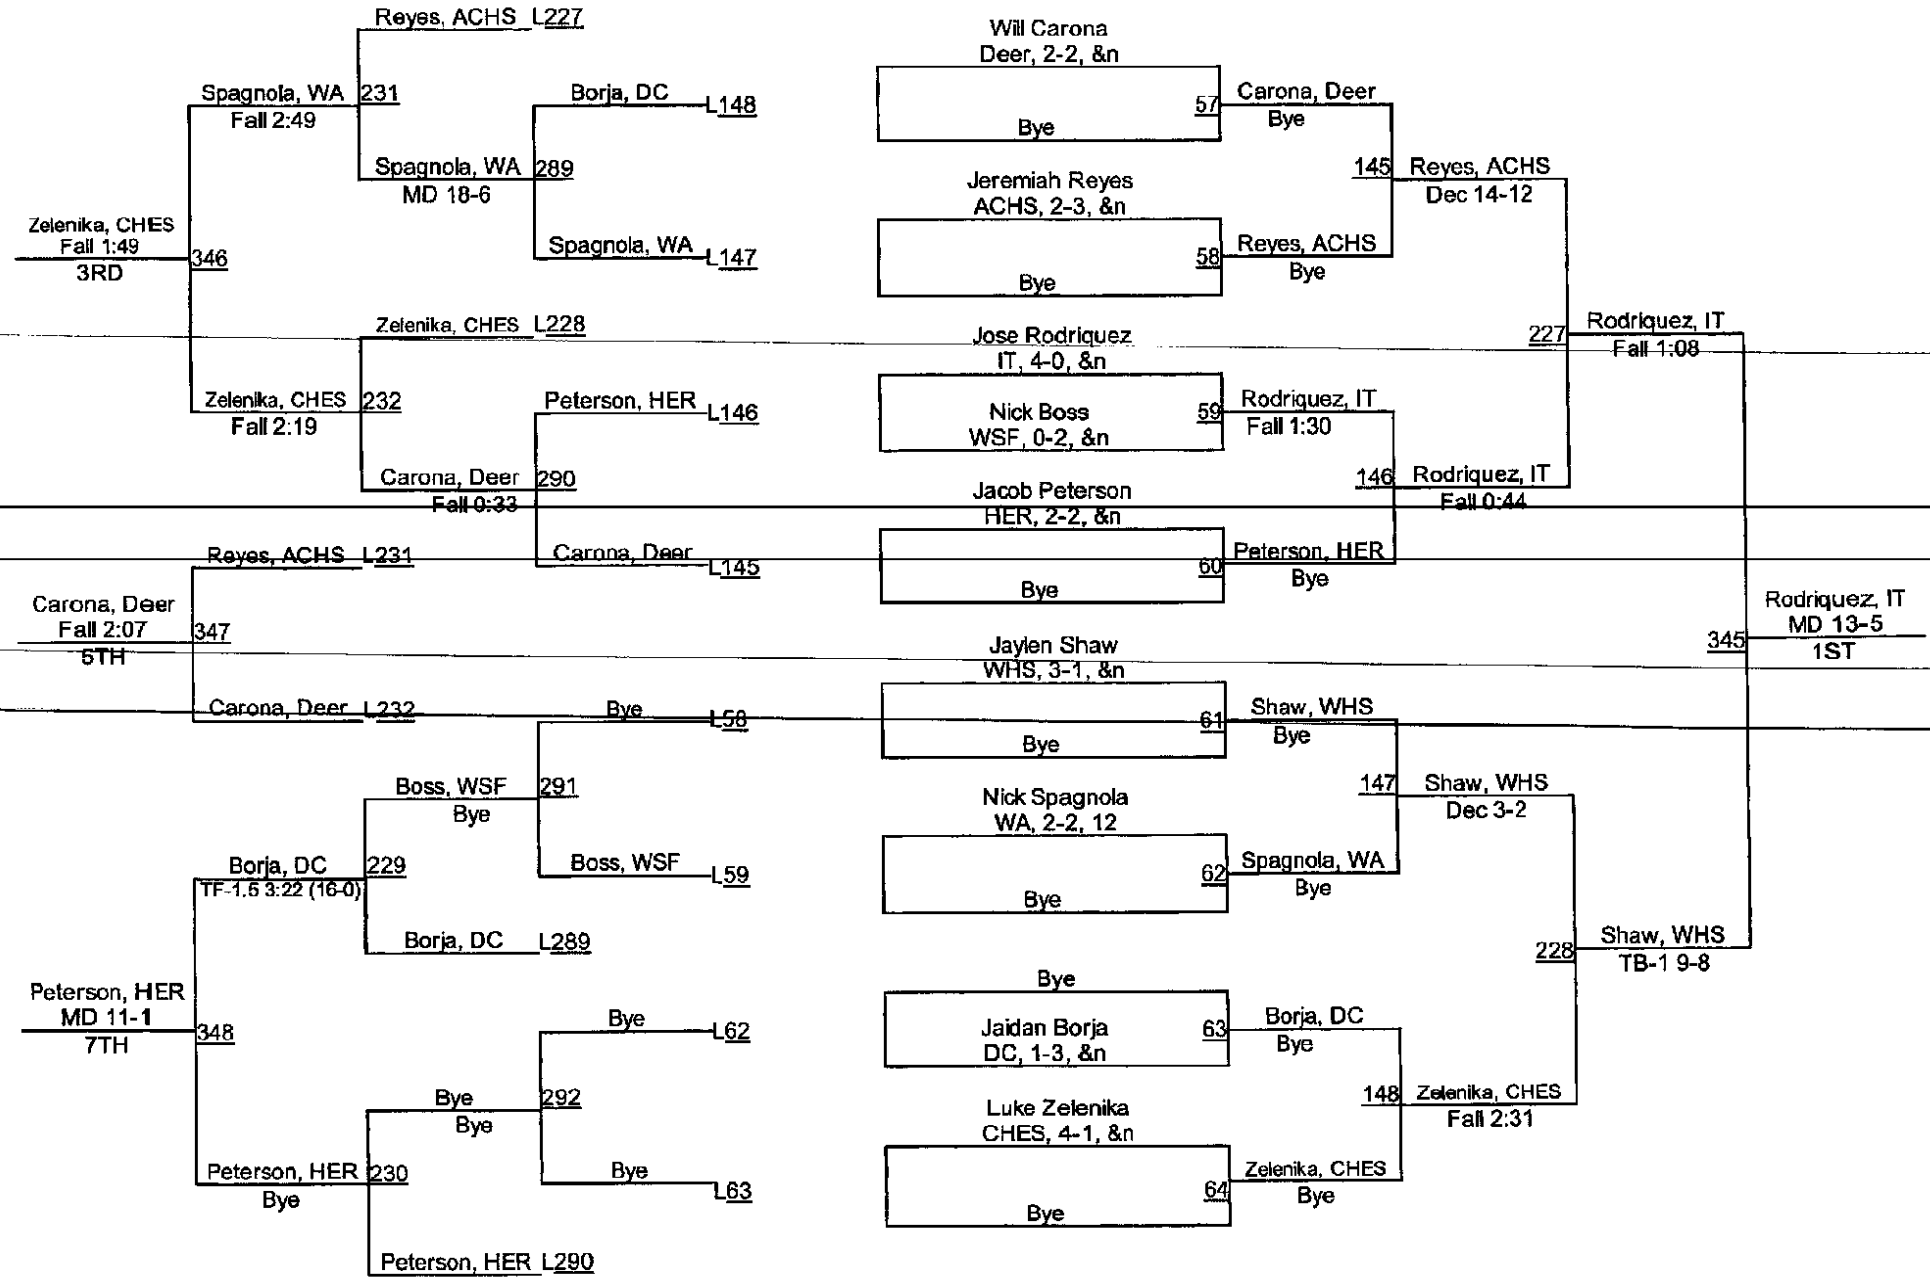 Reyes, ACHS L227
Spagnola, WA 231
Fall 2:49
Borja, DC L148
Spagnola, WA 289
MD 18-6
Zelenika, CHES
Fall 1:49
346
3RD
Spagnola, WA L147
Zelenika, CHES L228
Zelenika, CHES 232
Fall 2:19
Peterson, HER L146
Carona, Deer 290
Fall 0:33
Carona, Deer L145
Reyes, ACHS L231
Carona, Deer
Fall 2:07
347
5TH
Carona, Deer L232
Bye L58
Boss, WSF 291
Bye
Boss, WSF L59
Borja, DC 229
TF-1.5 3:22 (16-0)
Borja, DC L289
Peterson, HER
MD 11-1
348
7TH
Bye L62
Bye 292
Bye
Bye L63
Peterson, HER 230
Bye
Peterson, HER L290
Will Carona
Deer, 2-2, &n
57
Bye
Carona, Deer
Bye
Jeremiah Reyes
ACHS, 2-3, &n
58
Bye
Reyes, ACHS
Bye
145
Reyes, ACHS
Dec 14-12
Jose Rodriquez
IT, 4-0, &n
Nick Boss
WSF, 0-2, &n
59
Rodriquez, IT
Fall 1:30
Jacob Peterson
HER, 2-2, &n
60
Bye
Peterson, HER
Bye
146
Rodriquez, IT
Fall 0:44
227
Rodriquez, IT
Fall 1:08
Jaylen Shaw
WHS, 3-1, &n
61
Bye
Shaw, WHS
Bye
Nick Spagnola
WA, 2-2, 12
62
Bye
Spagnola, WA
Bye
147
Shaw, WHS
Dec 3-2
Bye
Jaidan Borja
DC, 1-3, &n
63
Borja, DC
Bye
Luke Zelenika
CHES, 4-1, &n
64
Bye
Zelenika, CHES
Bye
148
Zelenika, CHES
Fall 2:31
228
Shaw, WHS
TB-1 9-8
345
Rodriquez, IT
MD 13-5
1ST